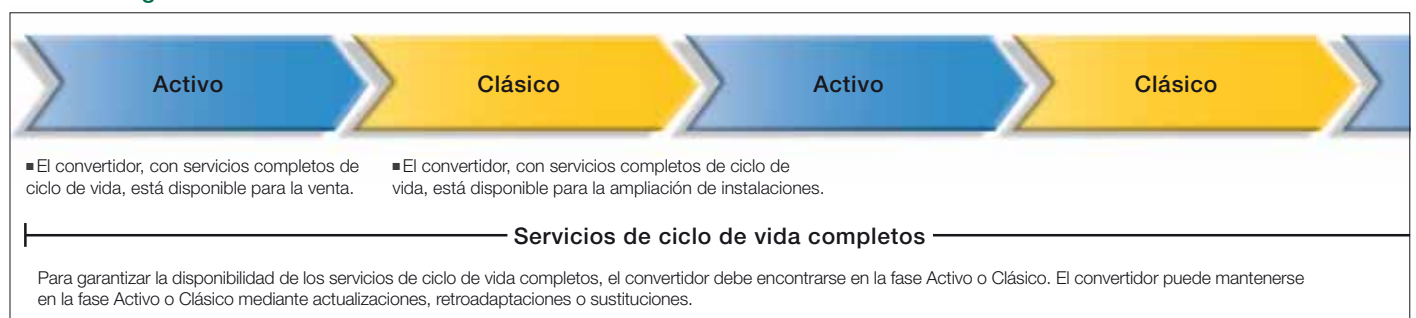 Activo
Clásico
Activo
Clásico
■ El convertidor, con servicios completos de
ciclo de vida, está disponible para la venta.
■ El convertidor, con servicios completos de ciclo de
vida, está disponible para la ampliación de instalaciones.
Servicios de ciclo de vida completos
Para garantizar la disponibilidad de los servicios de ciclo de vida completos, el convertidor debe encontrarse en la fase Activo o Clásico. El convertidor puede mantenerse
en la fase Activo o Clásico mediante actualizaciones, retroadaptaciones o sustituciones.